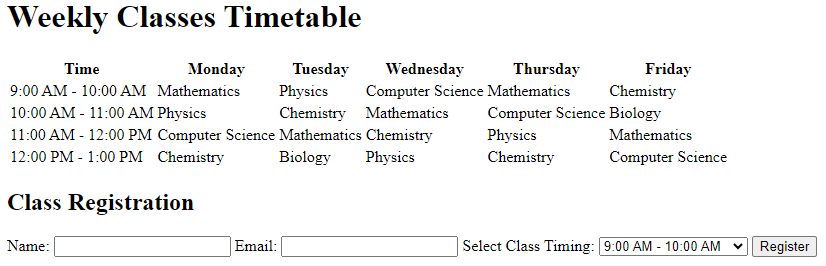 Weekly Classes Timetable
Time Monday Tuesday Wednesday Thursday Friday
9:00 AM - 10:00 AM Mathematics Physics Computer Science Mathematics Chemistry
10:00 AM - 11:00 AM Physics Chemistry Mathematics Computer Science Biology
11:00 AM - 12:00 PM Computer Science Mathematics Chemistry Physics Mathematics
12:00 PM - 1:00 PM Chemistry Biology Physics Chemistry Computer Science
Class Registration
Name: Email: Select Class Timing: 9:00 AM - 10:00 AM Register